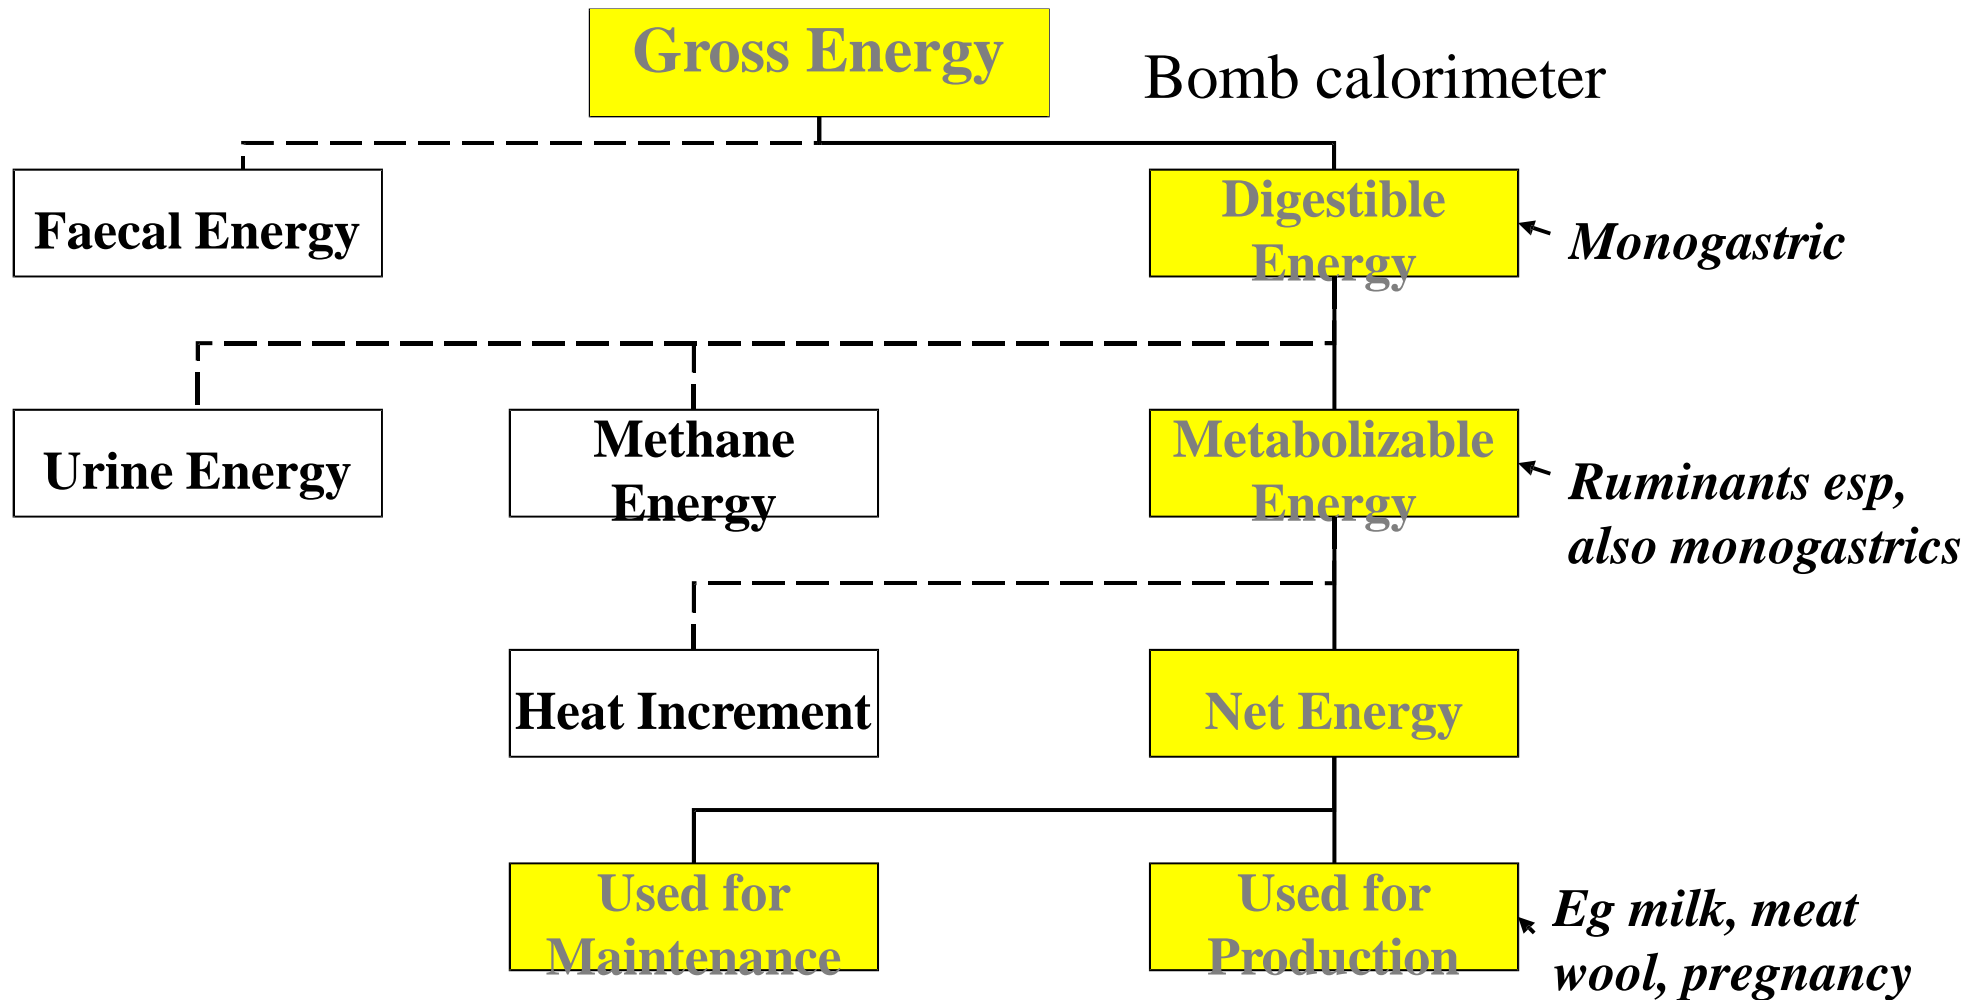 Gross Energy
Bomb calorimeter
Faecal Energy
Digestible
Energy
Monogastric
Urine Energy
Methane
Energy
Metabolizable
Energy
Ruminants esp,
also monogastrics
Heat Increment
Net Energy
Used for
Maintenance
Used for
Production
Eg milk, meat
wool, pregnancy